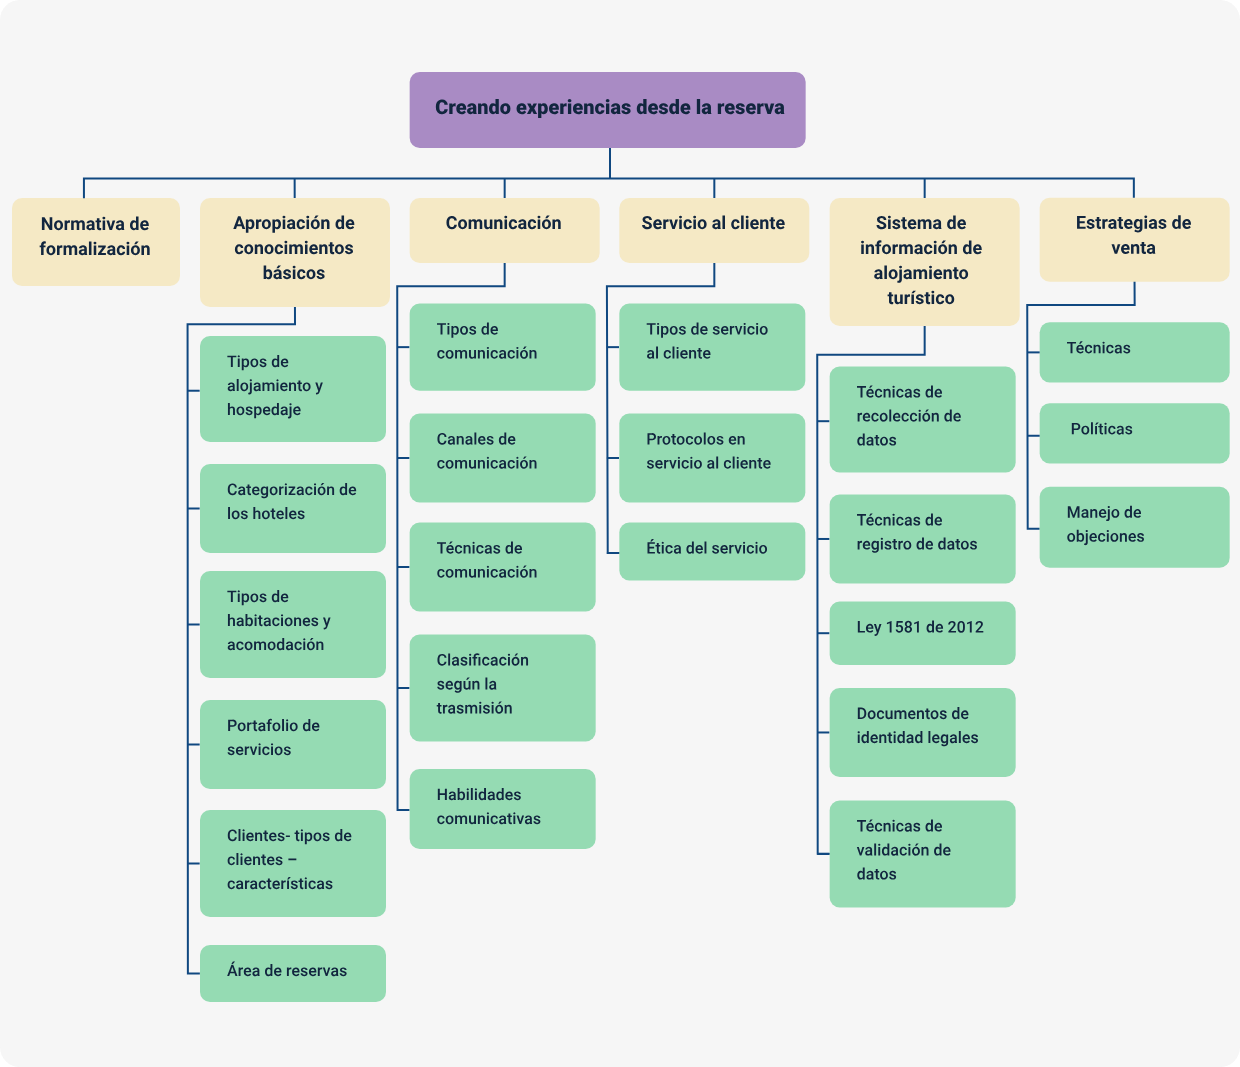 Creando experiencias desde la reserva
Normativa de
formalización
Apropiación de
conocimientos
básicos
Tipos de
alojamiento y
hospedaje
Categorización de
los hoteles
Tipos de
habitaciones y
acomodación
Portafolio de
servicios
Clientes- tipos de
clientes –
características
Área de reservas
Comunicación
Tipos de
comunicación
Canales de
comunicación
Técnicas de
comunicación
Clasificación
según la
trasmisión
Habilidades
comunicativas
Servicio al cliente
Tipos de servicio
al cliente
Protocolos en
servicio al cliente
Ética del servicio
Sistema de
información de
alojamiento
turístico
Técnicas de
recolección de
datos
Técnicas de
registro de datos
Ley 1581 de 2012
Documentos de
identidad legales
Técnicas de
validación de
datos
Estrategias de
venta
Técnicas
Políticas
Manejo de
objeciones